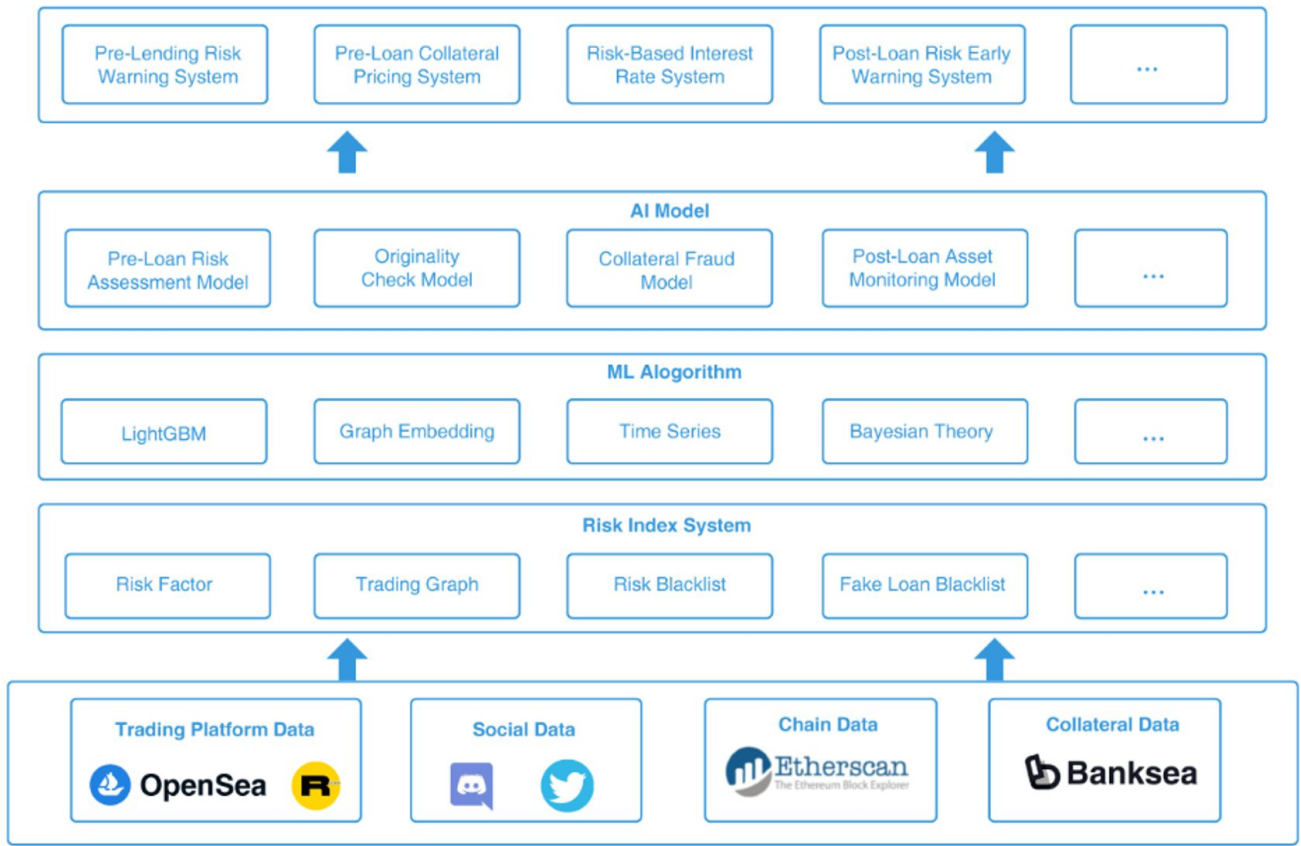 Pre-Lending Risk
Warning System
Pre-Loan Collateral
Pricing System
Risk-Based Interest
Rate System
Post-Loan Risk Early
Warning System
...
AI Model
Pre-Loan Risk
Assessment Model
Originality
Check Model
Collateral Fraud
Model
Post-Loan Asset
Monitoring Model
...
ML Alogorithm
LightGBM
Graph Embedding
Time Series
Bayesian Theory
...
Risk Index System
Risk Factor
Trading Graph
Risk Blacklist
Fake Loan Blacklist
...
Trading Platform Data
OpenSea
R
Social Data
Chain Data
Etherscan
The Ethereum Block Explorer
Collateral Data
Banksea